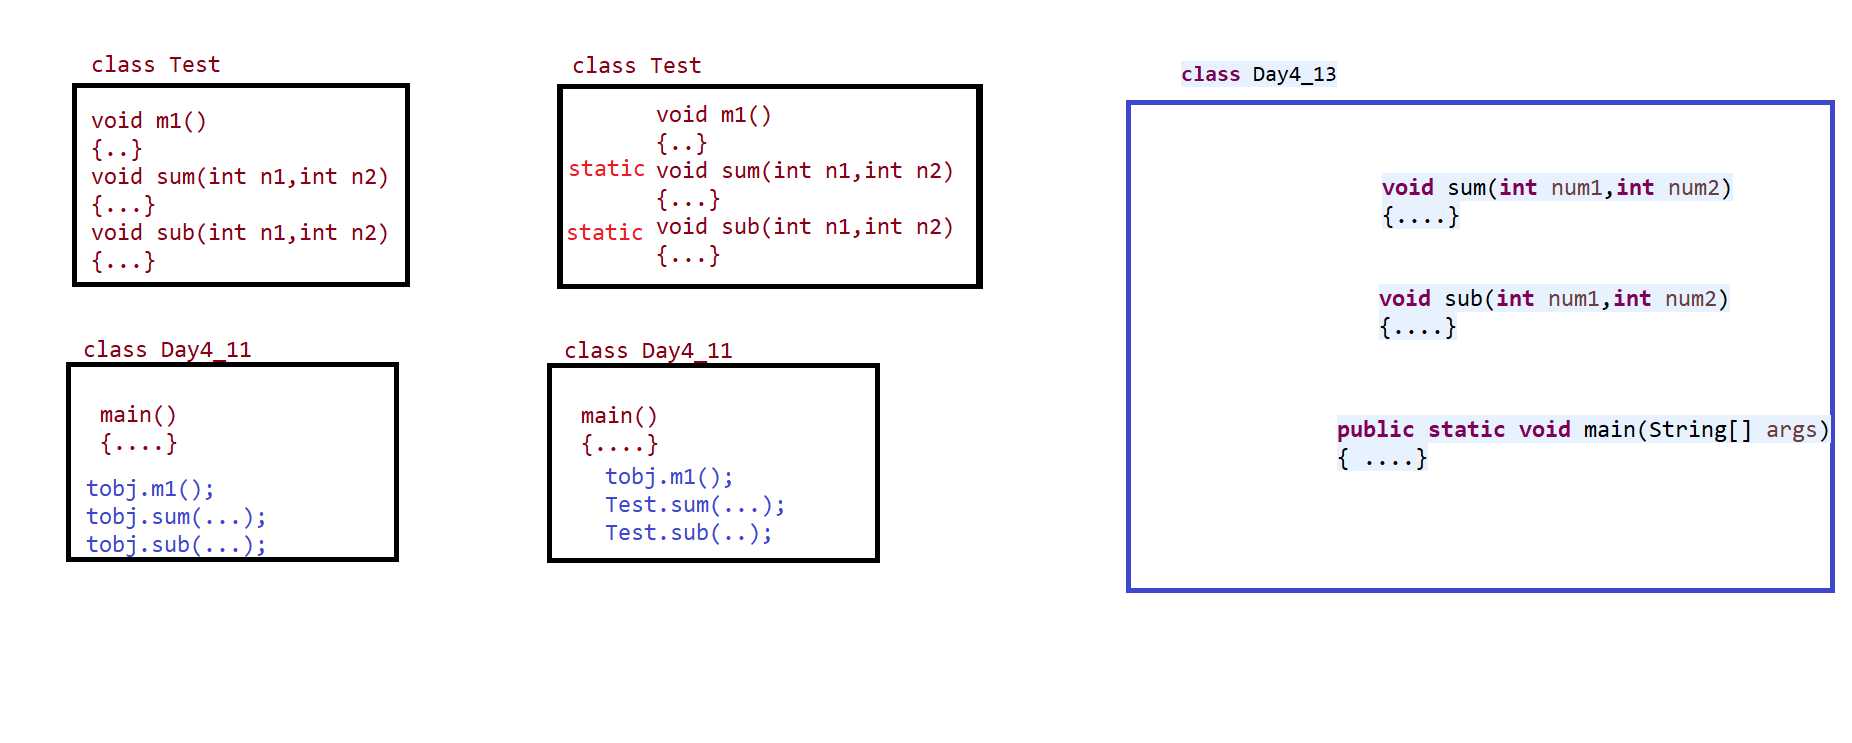 class Test
void m1()
{..}
void sum(int n1,int n2)
{...}
void sub(int n1,int n2)
{...}
class Day4_11
main()
{....}
tobj.m1();
tobj.sum(...);
tobj.sub(...);
class Test
void m1()
{..}
static void sum(int n1,int n2)
{...}
static void sub(int n1,int n2)
{...}
class Day4_11
main()
{....}
tobj.m1();
Test.sum(...);
Test.sub(..);
class Day4_13
void sum(int num1,int num2)
{....}
void sub(int num1,int num2)
{....}
public static void main(String[] args)
{ ....}